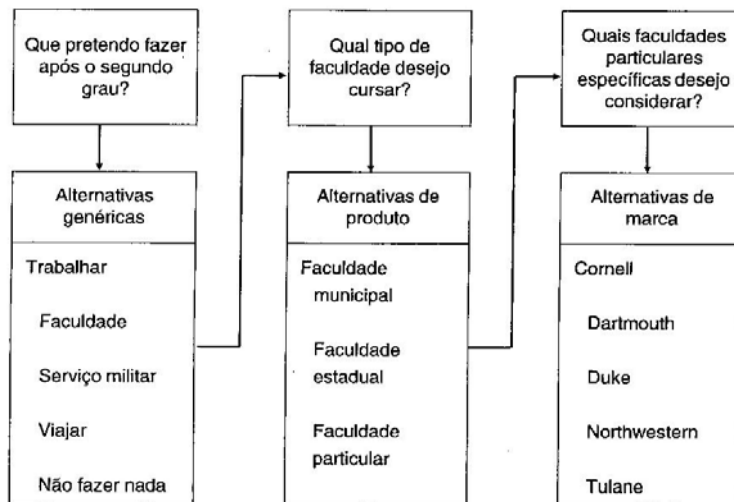 Que pretendo fazer
após o segundo
grau?
Alternativas
genéricas
Trabalhar
Faculdade
Serviço militar
Viajar
Não fazer nada
Qual tipo de
faculdade desejo
cursar?
Alternativas de
produto
Faculdade
municipal
Faculdade
estadual
Faculdade
particular
Quais faculdades
particulares
específicas desejo
considerar?
Alternativas de
marca
Cornell
Dartmouth
Duke
Northwestern
Tulane